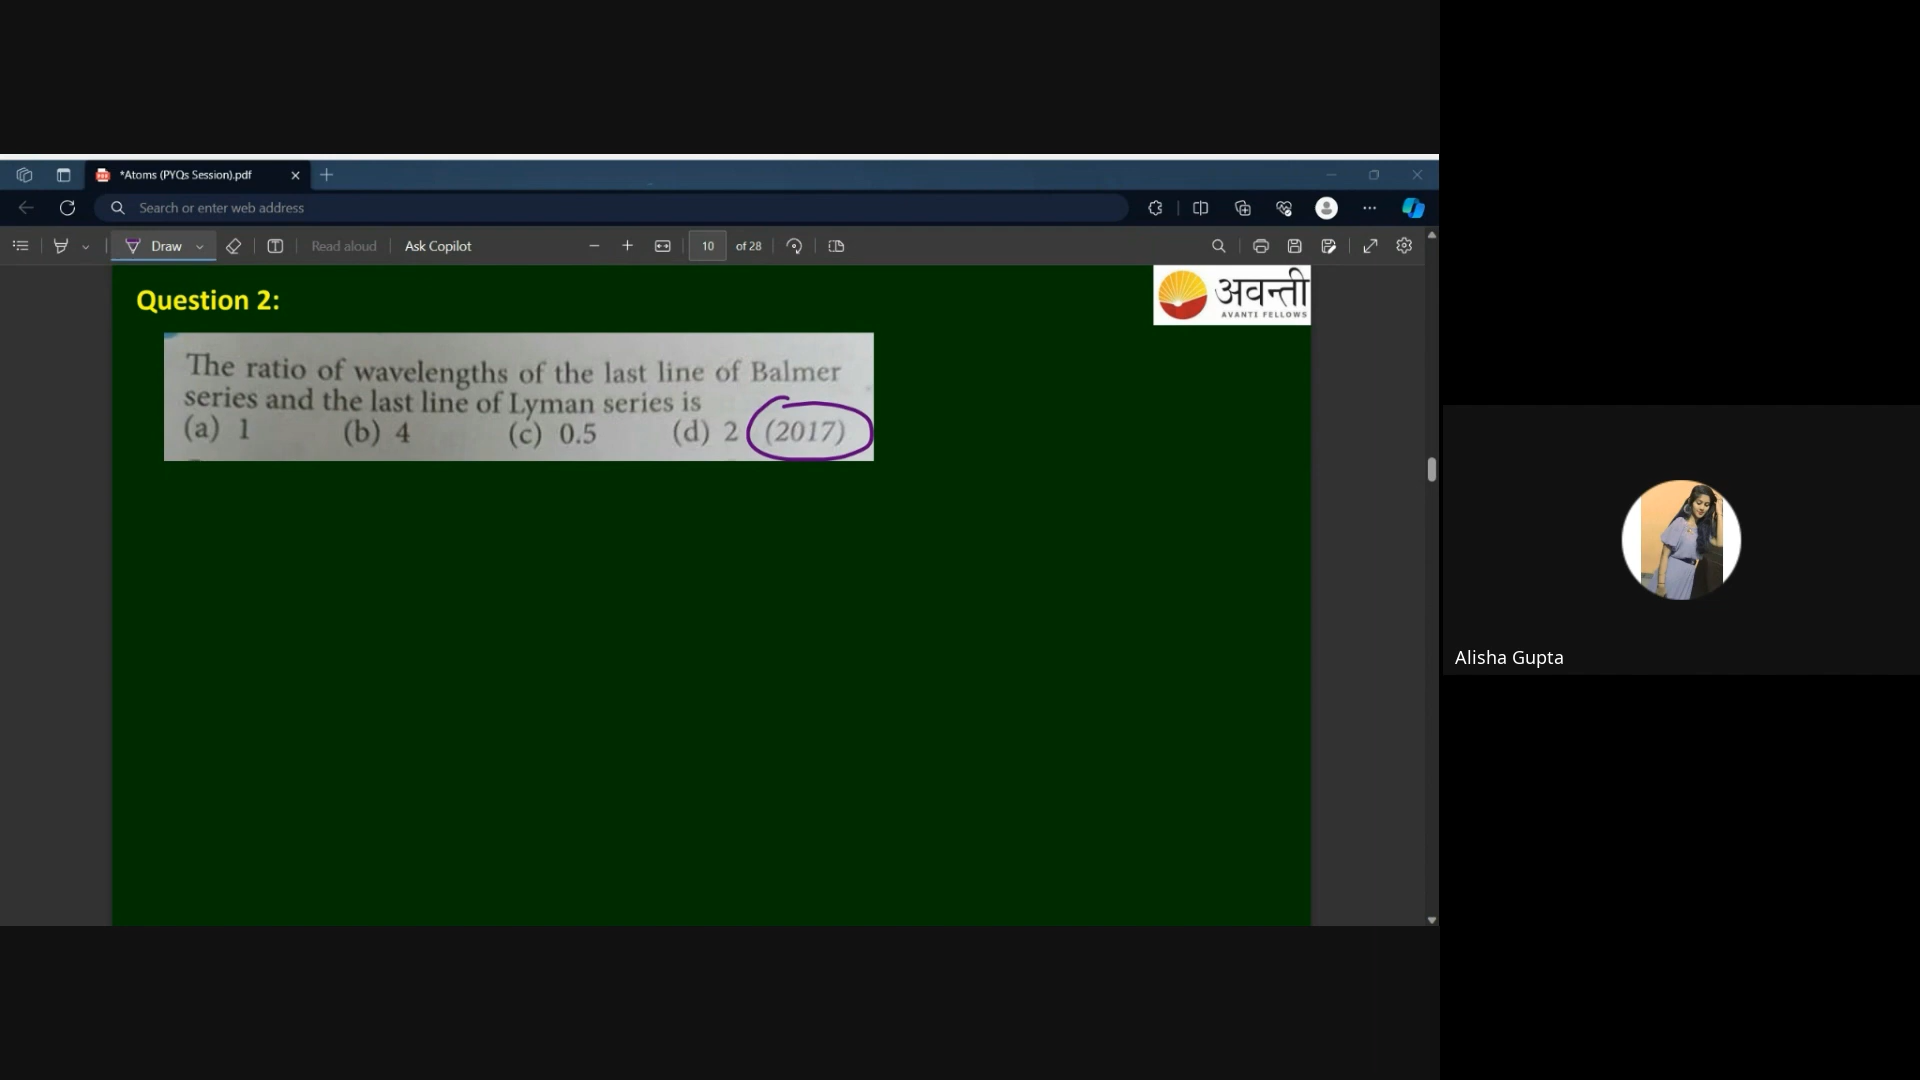 *Atoms (PYQs Session).pdf
Search or enter web address
Draw
Read aloud
Ask Copilot
10 of 28
Question 2:
अवन्ती
AVANTI FELLOWS
The ratio of wavelengths of the last line of Balmer
series and the last line of Lyman series is
(a) 1 (b) 4 (c) 0.5 (d) 2 (2017)
Alisha Gupta